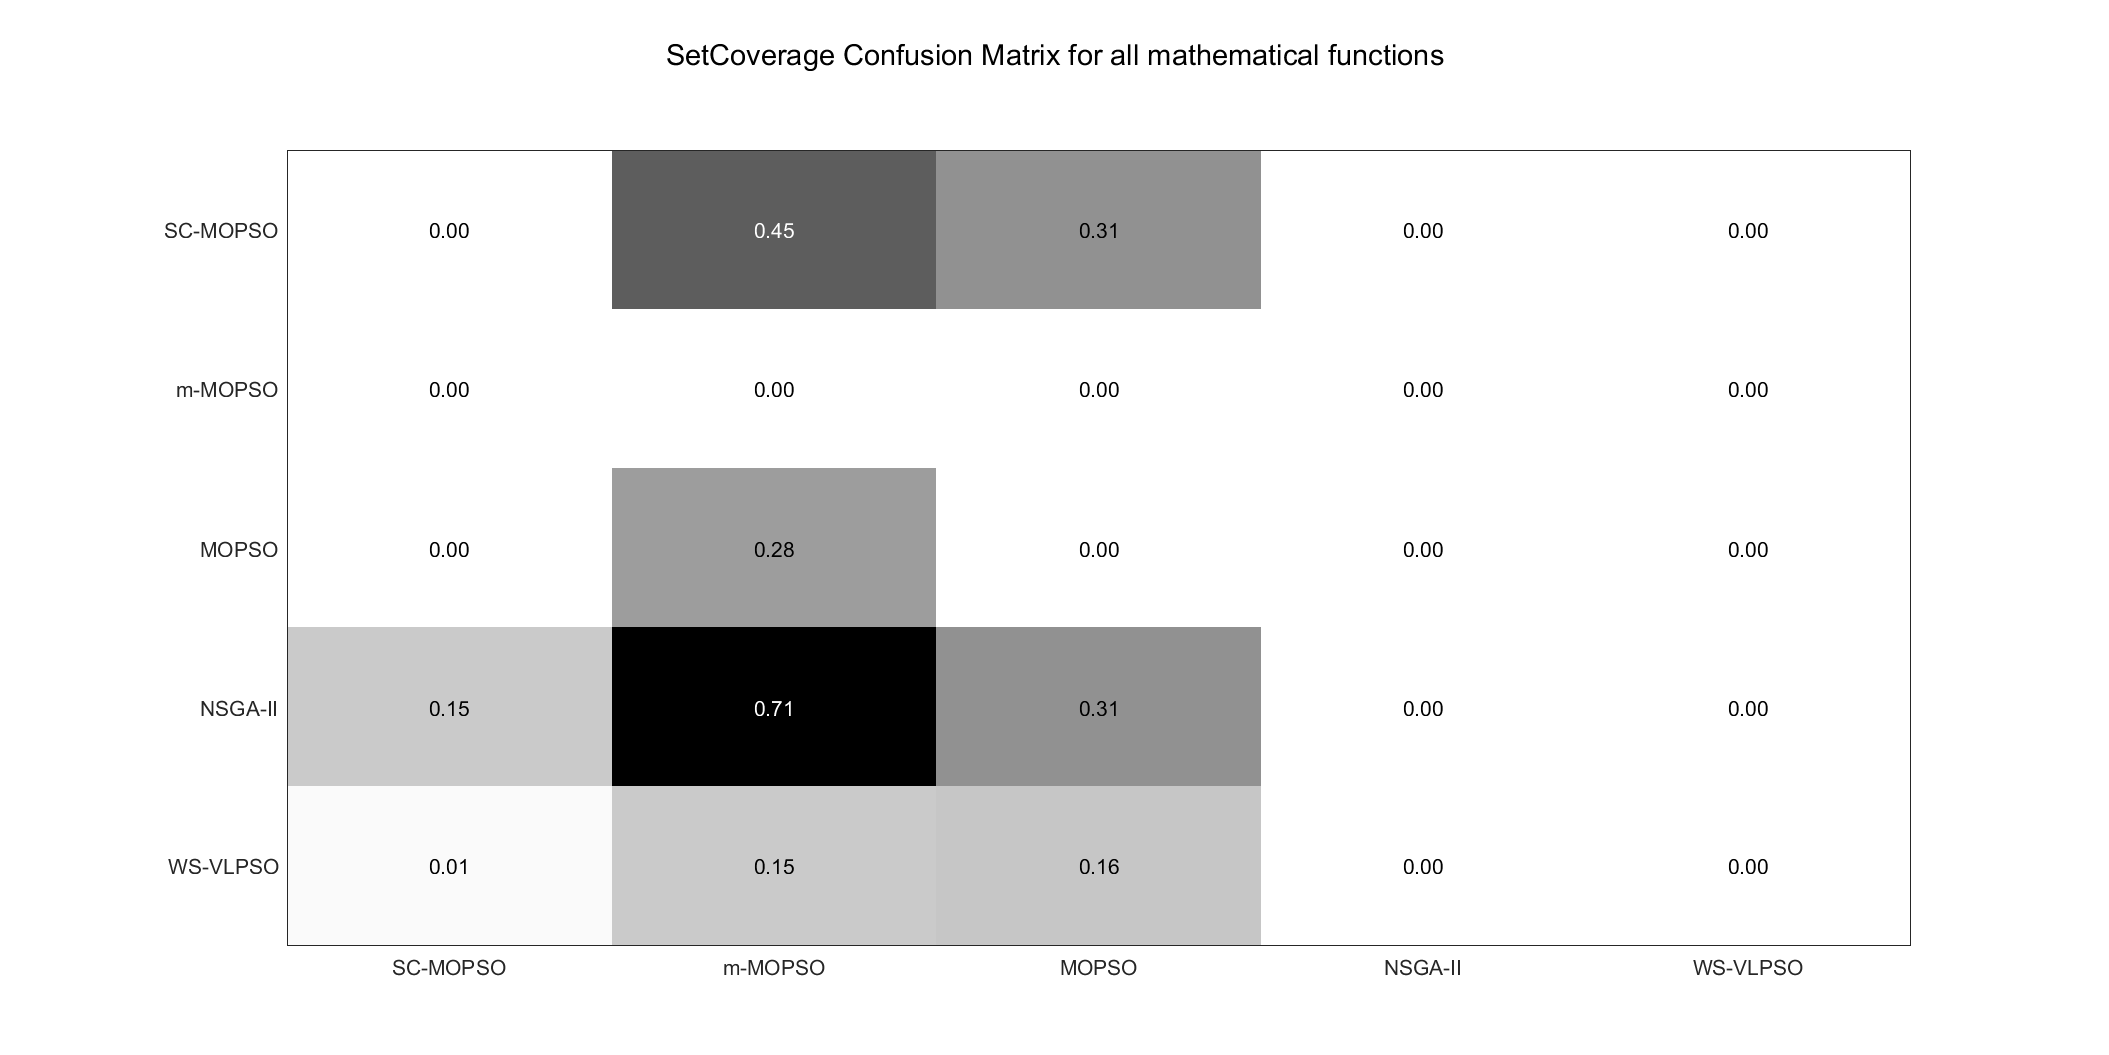 SetCoverage Confusion Matrix for all mathematical functions
SC-MOPSO 0.00 0.45 0.31 0.00 0.00
m-MOPSO 0.00 0.00 0.00 0.00 0.00
MOPSO 0.00 0.28 0.00 0.00 0.00
NSGA-II 0.15 0.71 0.31 0.00 0.00
WS-VLPSO 0.01 0.15 0.16 0.00 0.00
SC-MOPSO m-MOPSO MOPSO NSGA-II WS-VLPSO